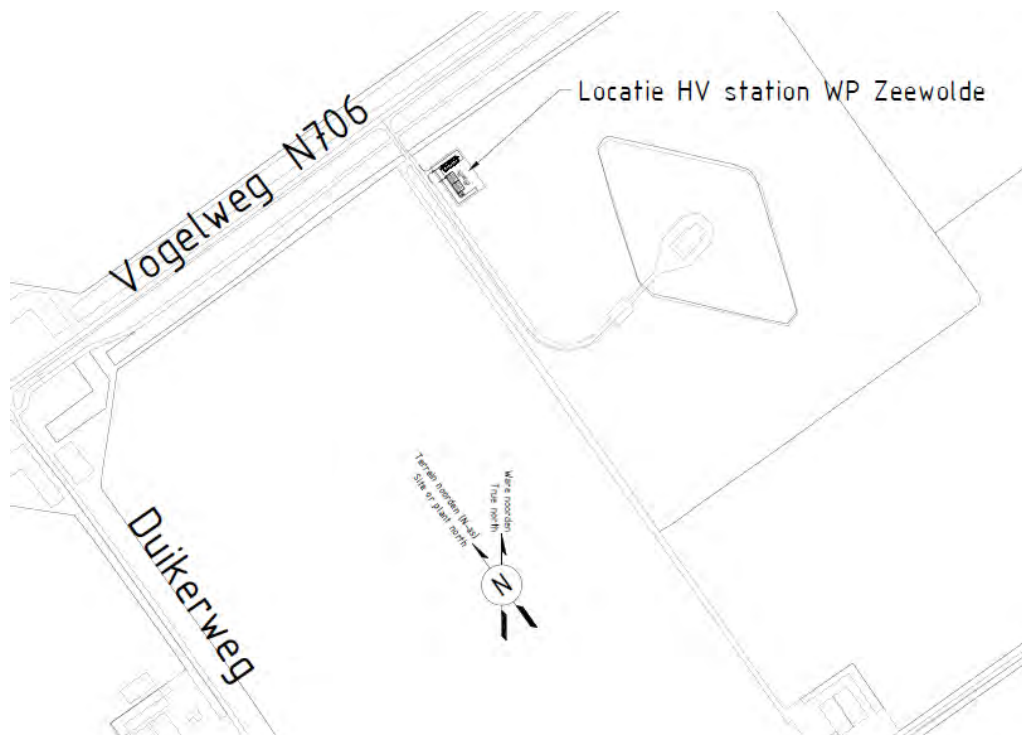 Locatie HV station WP Zeewolde
Vogelweg N706
Terrein noorden (N-as)
Site or plant north
Ware noorden
True north
N
Duikerweg